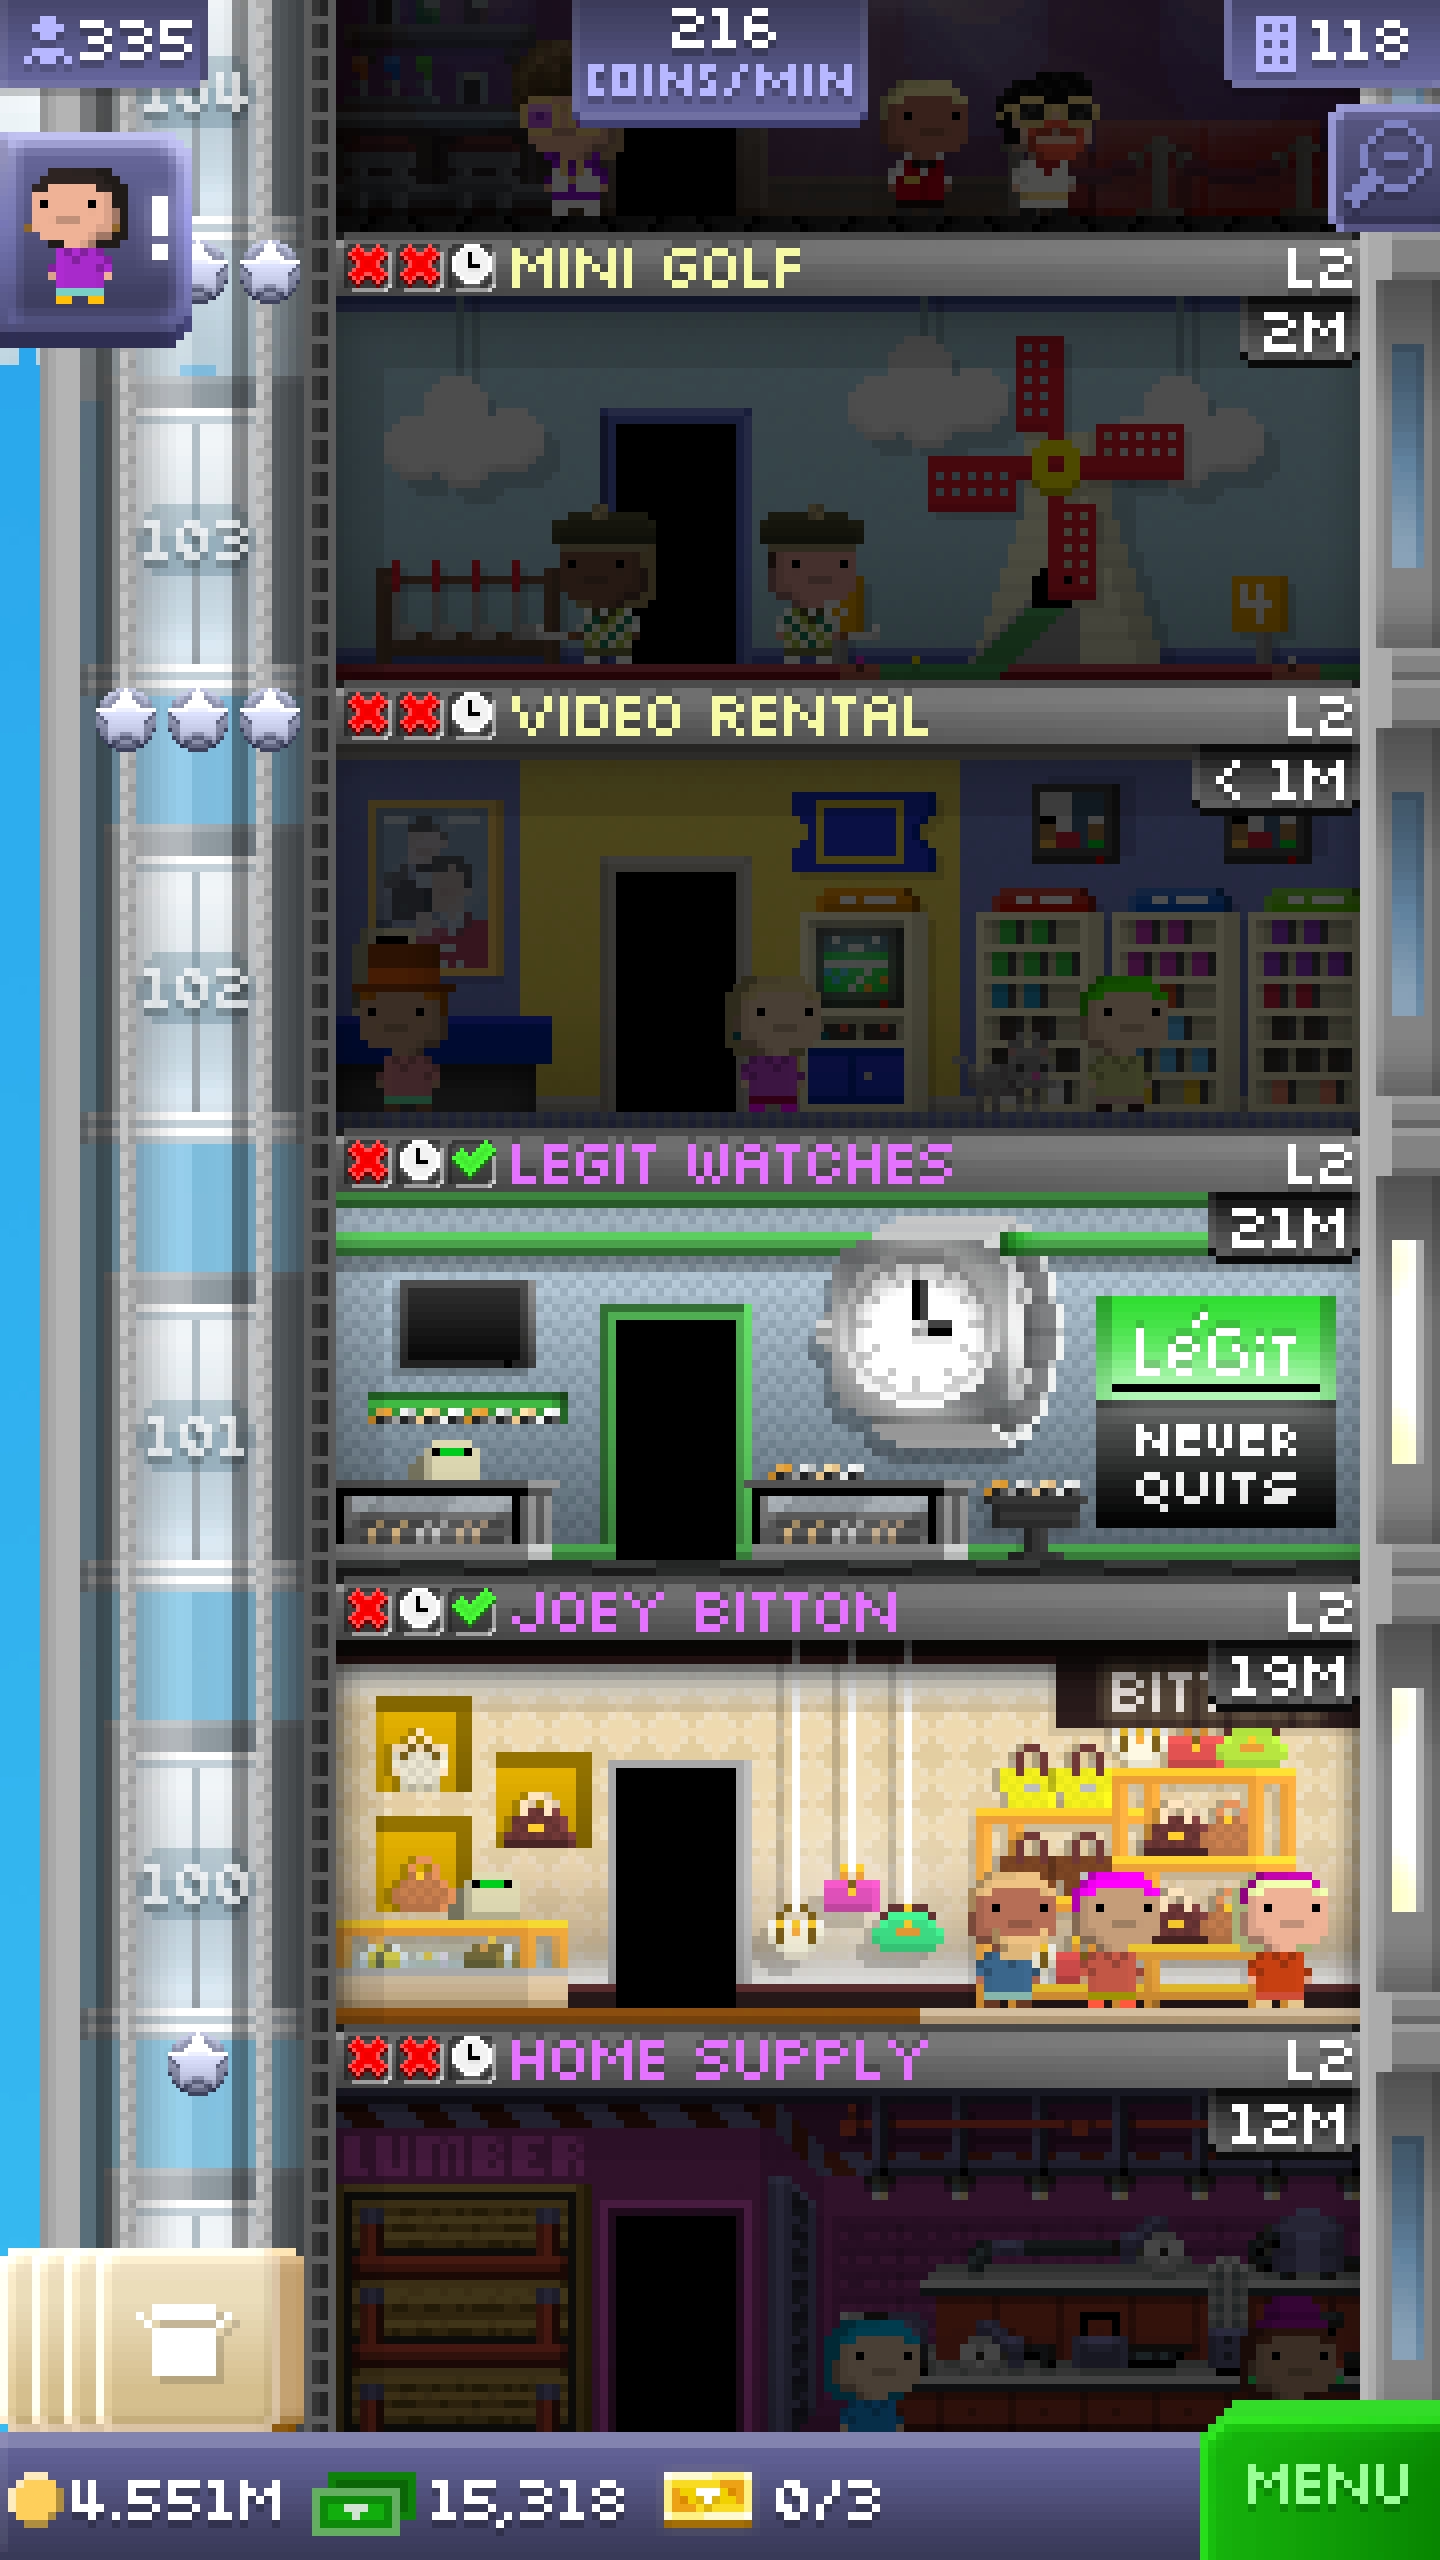 335
216
COINS/MIN
118
104
!
MINI GOLF L2
2M
103
4
VIDEO RENTAL L2
< 1M
102
LEGIT WATCHES L2
21M
LéGiT
NEVER
QUITS
101
JOEY BITTON L2
19M
BIT
100
HOME SUPPLY L2
12M
LUMBER
4.551M 15,318 0/3
MENU